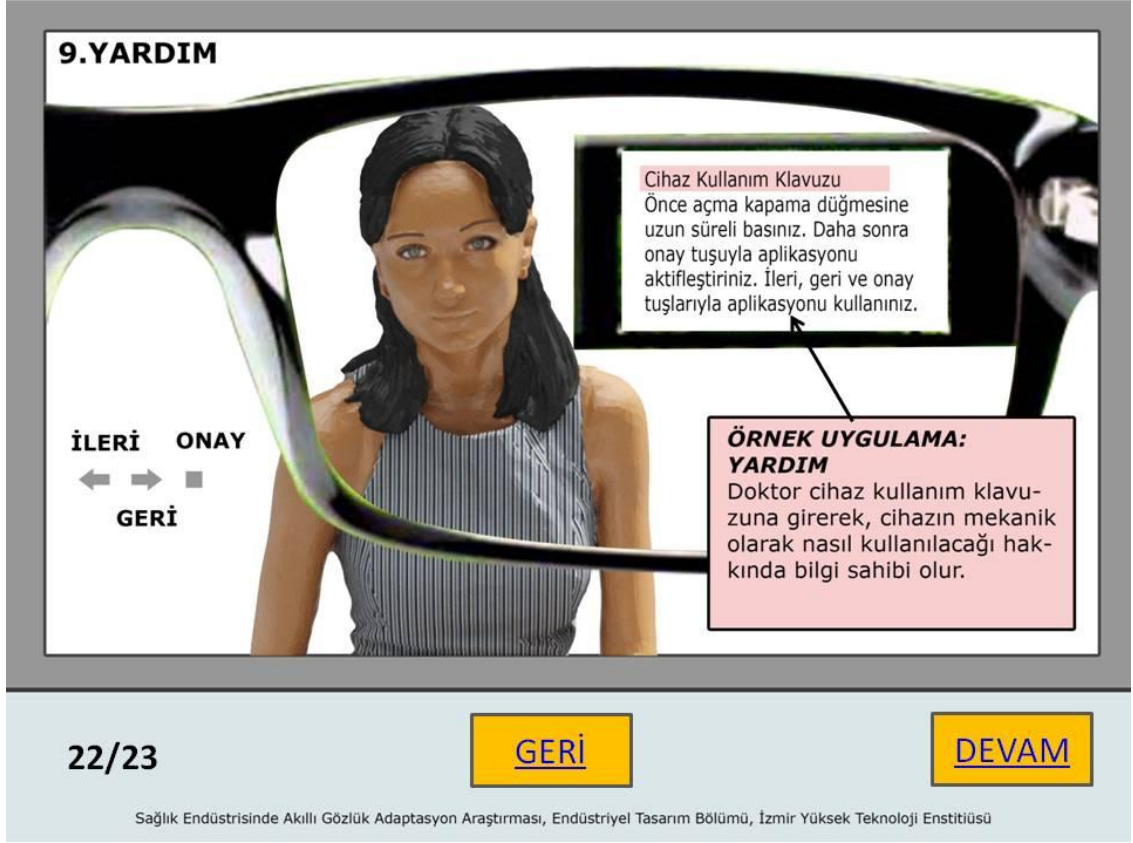 9.YARDIM
Cihaz Kullanım Klavuzu
Önce açma kapama düğmesine
uzun süreli basınız. Daha sonra
onay tuşuyla aplikasyonu
aktifleştiriniz. İleri, geri ve onay
tuşlarıyla aplikasyonu kullanınız.
İLERİ ONAY
GERİ
ÖRNEK UYGULAMA:
YARDIM
Doktor cihaz kullanım klavu-
zuna girerek, cihazın mekanik
olarak nasıl kullanılacağı hak-
kında bilgi sahibi olur.
22/23
GERİ
DEVAM
Sağlık Endüstrisinde Akıllı Gözlük Adaptasyon Araştırması, Endüstriyel Tasarım Bölümü, İzmir Yüksek Teknoloji Enstitiüsü